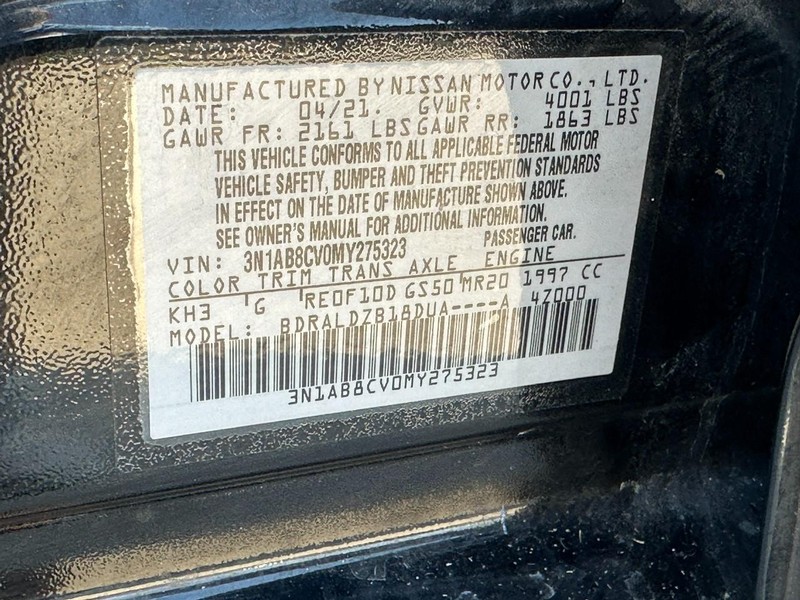 MANUFACTURED BY NISSAN MOTOR CO., LTD.
DATE: 04/21. GVWR: 4001 LBS
GAWR FR: 2161 LBS GAWR RR: 1863 LBS
THIS VEHICLE CONFORMS TO ALL APPLICABLE FEDERAL MOTOR
VEHICLE SAFETY, BUMPER AND THEFT PREVENTION STANDARDS
IN EFFECT ON THE DATE OF MANUFACTURE SHOWN ABOVE.
SEE OWNER'S MANUAL FOR ADDITIONAL INFORMATION.
VIN: 3N1AB8CV0MY275323 PASSENGER CAR.
COLOR TRIM TRANS AXLE ENGINE
KH3 G RE0F10D GS50 MR20 1997 CC
MODEL: BDRALDZB18DUA----A 4Z000
3N1AB8CV0MY275323